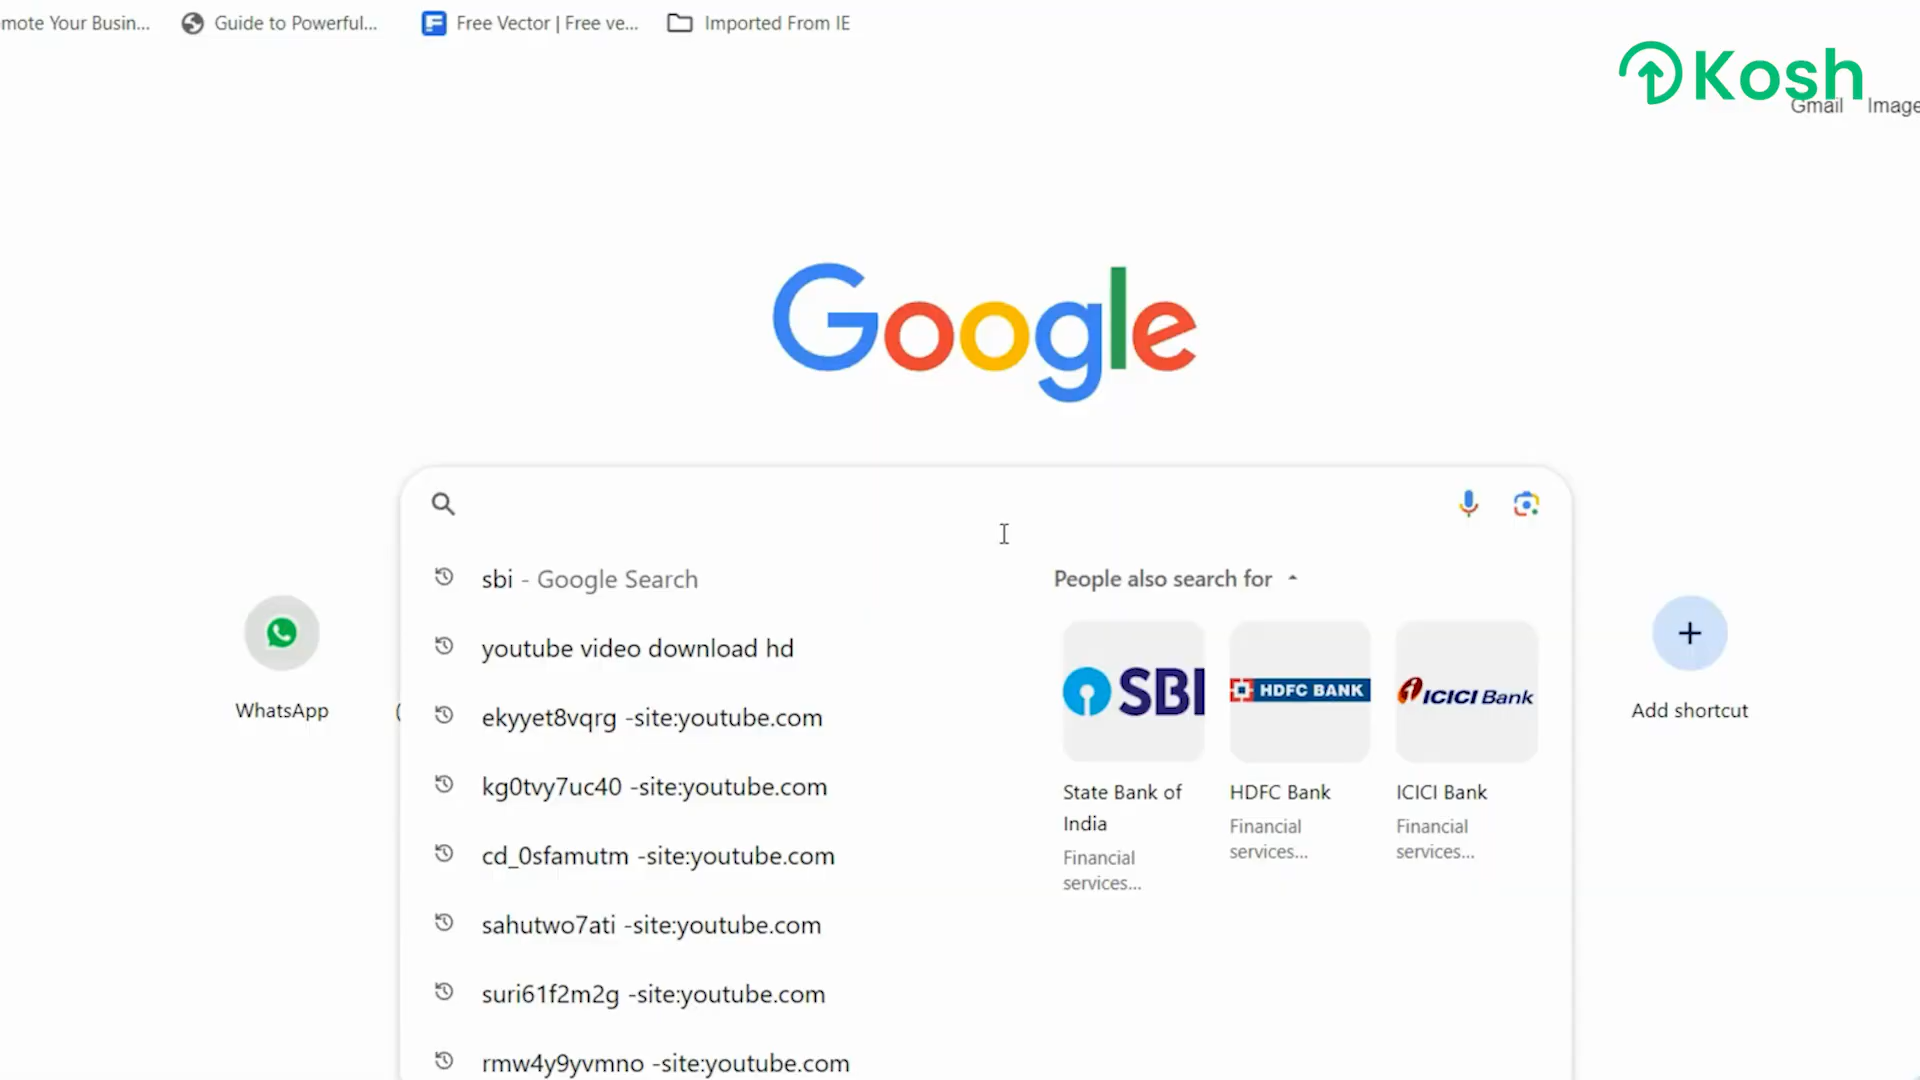 mote Your Busin...
Guide to Powerful...
Free Vector | Free ve...
Imported From IE
Kosh
Gmail
Image
Google
sbi - Google Search
youtube video download hd
ekyyet8vqrg -site:youtube.com
kg0tvy7uc40 -site:youtube.com
cd_0sfamutm -site:youtube.com
sahutwo7ati -site:youtube.com
suri61f2m2g -site:youtube.com
rmw4y9yvmno -site:youtube.com
People also search for
SBI
HDFC BANK
ICICI Bank
State Bank of
India
Financial
services...
HDFC Bank
Financial
services...
ICICI Bank
Financial
services...
WhatsApp
(
Add shortcut